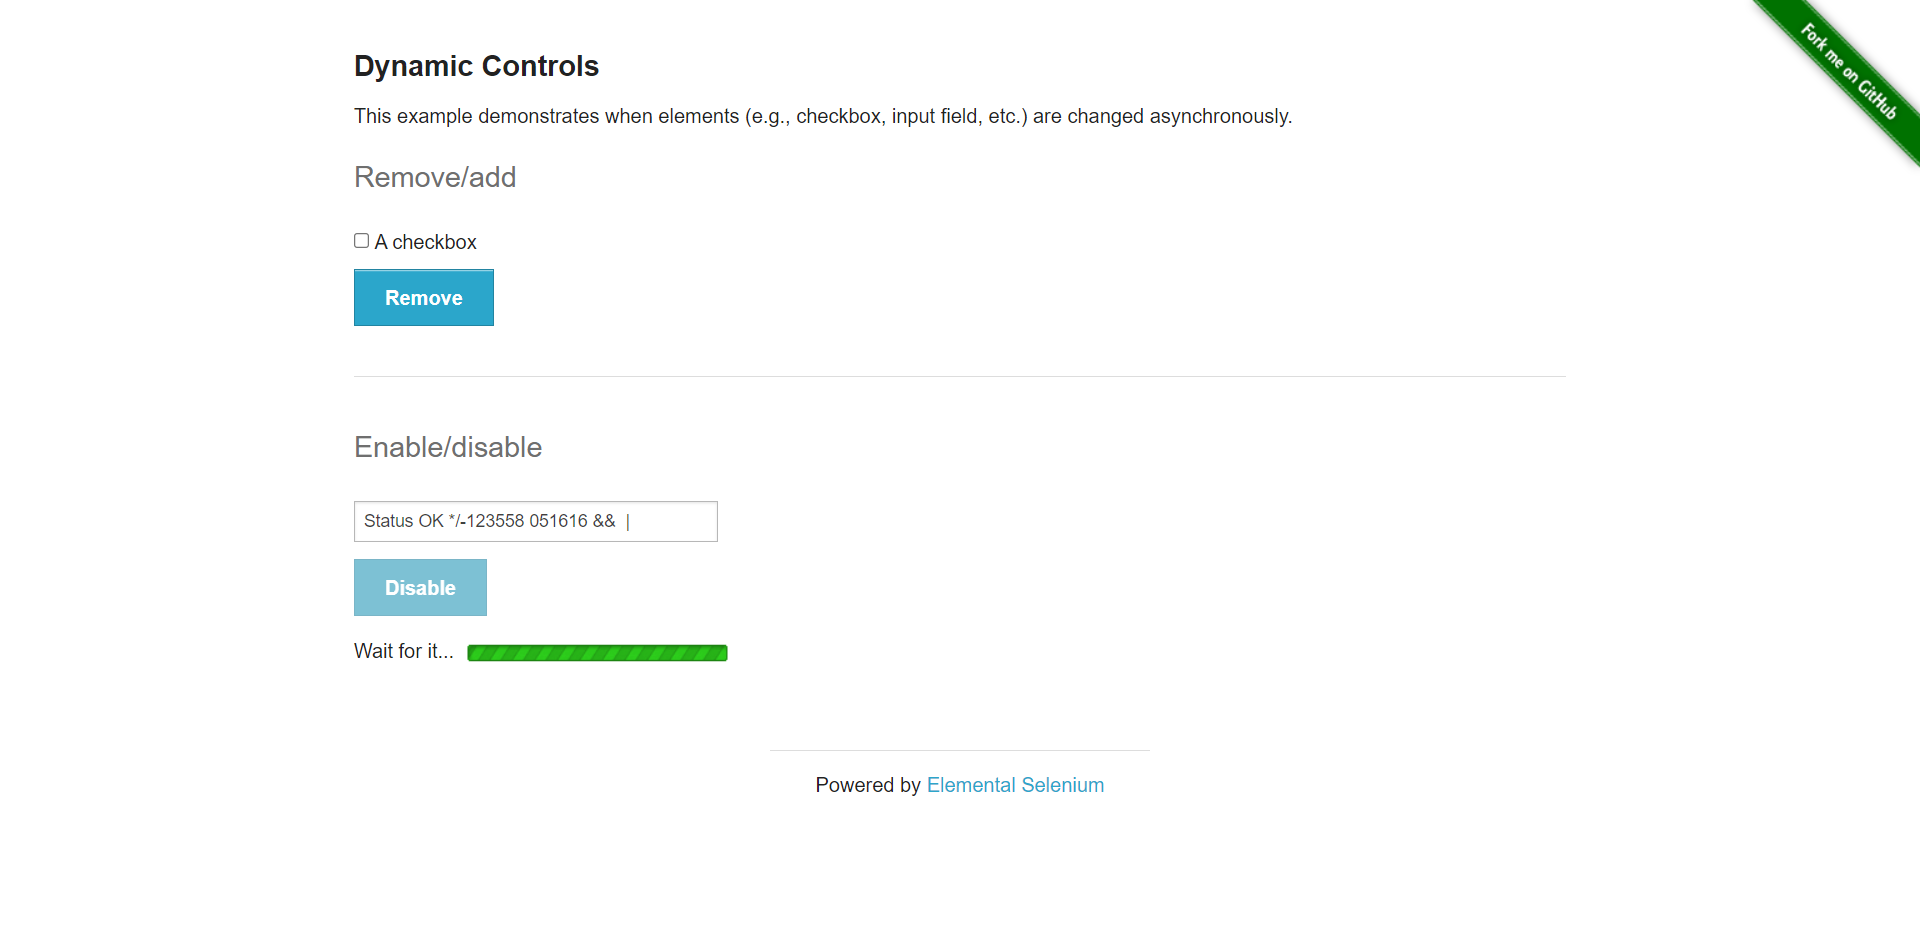 Fork me on GitHub
Dynamic Controls
This example demonstrates when elements (e.g., checkbox, input field, etc.) are changed asynchronously.
Remove/add
A checkbox
Remove
Enable/disable
Status OK */-123558 051616 && |
Disable
Wait for it...
Powered by Elemental Selenium